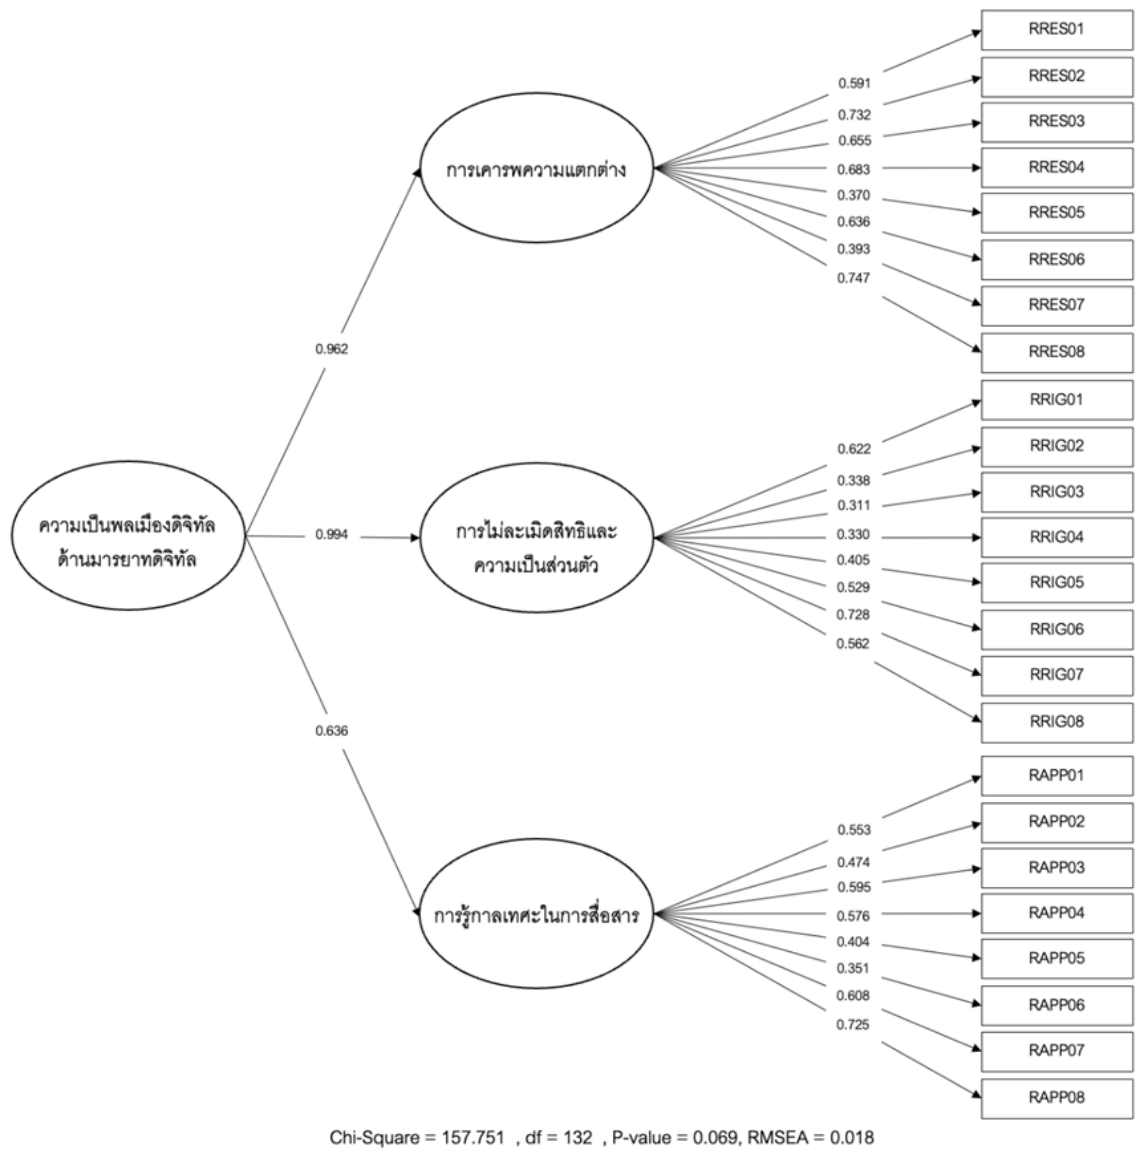 RRES01
0.591
RRES02
0.732
RRES03
0.655
การเคารพความแตกต่าง
0.683
RRES04
0.370
RRES05
0.636
RRES06
0.393
0.747
RRES07
RRES08
0.962
RRIG01
0.622
RRIG02
0.338
RRIG03
0.311
การไม่ละเมิดสิทธิและ
ความเป็นส่วนตัว
0.330
RRIG04
0.405
RRIG05
0.529
RRIG06
0.728
0.562
RRIG07
RRIG08
ความเป็นพลเมืองดิจิทัล
ด้านมารยาทดิจิทัล
0.994
0.636
RAPP01
0.553
RAPP02
0.474
RAPP03
0.595
การรู้กาลเทศะในการสื่อสาร
0.576
RAPP04
0.404
RAPP05
0.351
RAPP06
0.608
0.725
RAPP07
RAPP08
Chi-Square = 157.751 , df = 132 , P-value = 0.069, RMSEA = 0.018